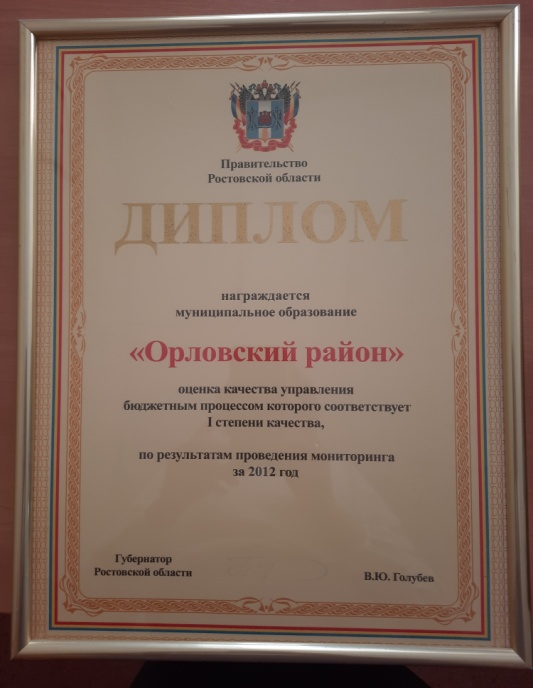 Правительство
Ростовской области
ДИПЛОМ
награждается
муниципальное образование
«Орловский район»
оценка качества управления
бюджетным процессом которого соответствует
I степени качества,
по результатам проведения мониторинга
за 2012 год
Губернатор
Ростовской области
В.Ю. Голубев